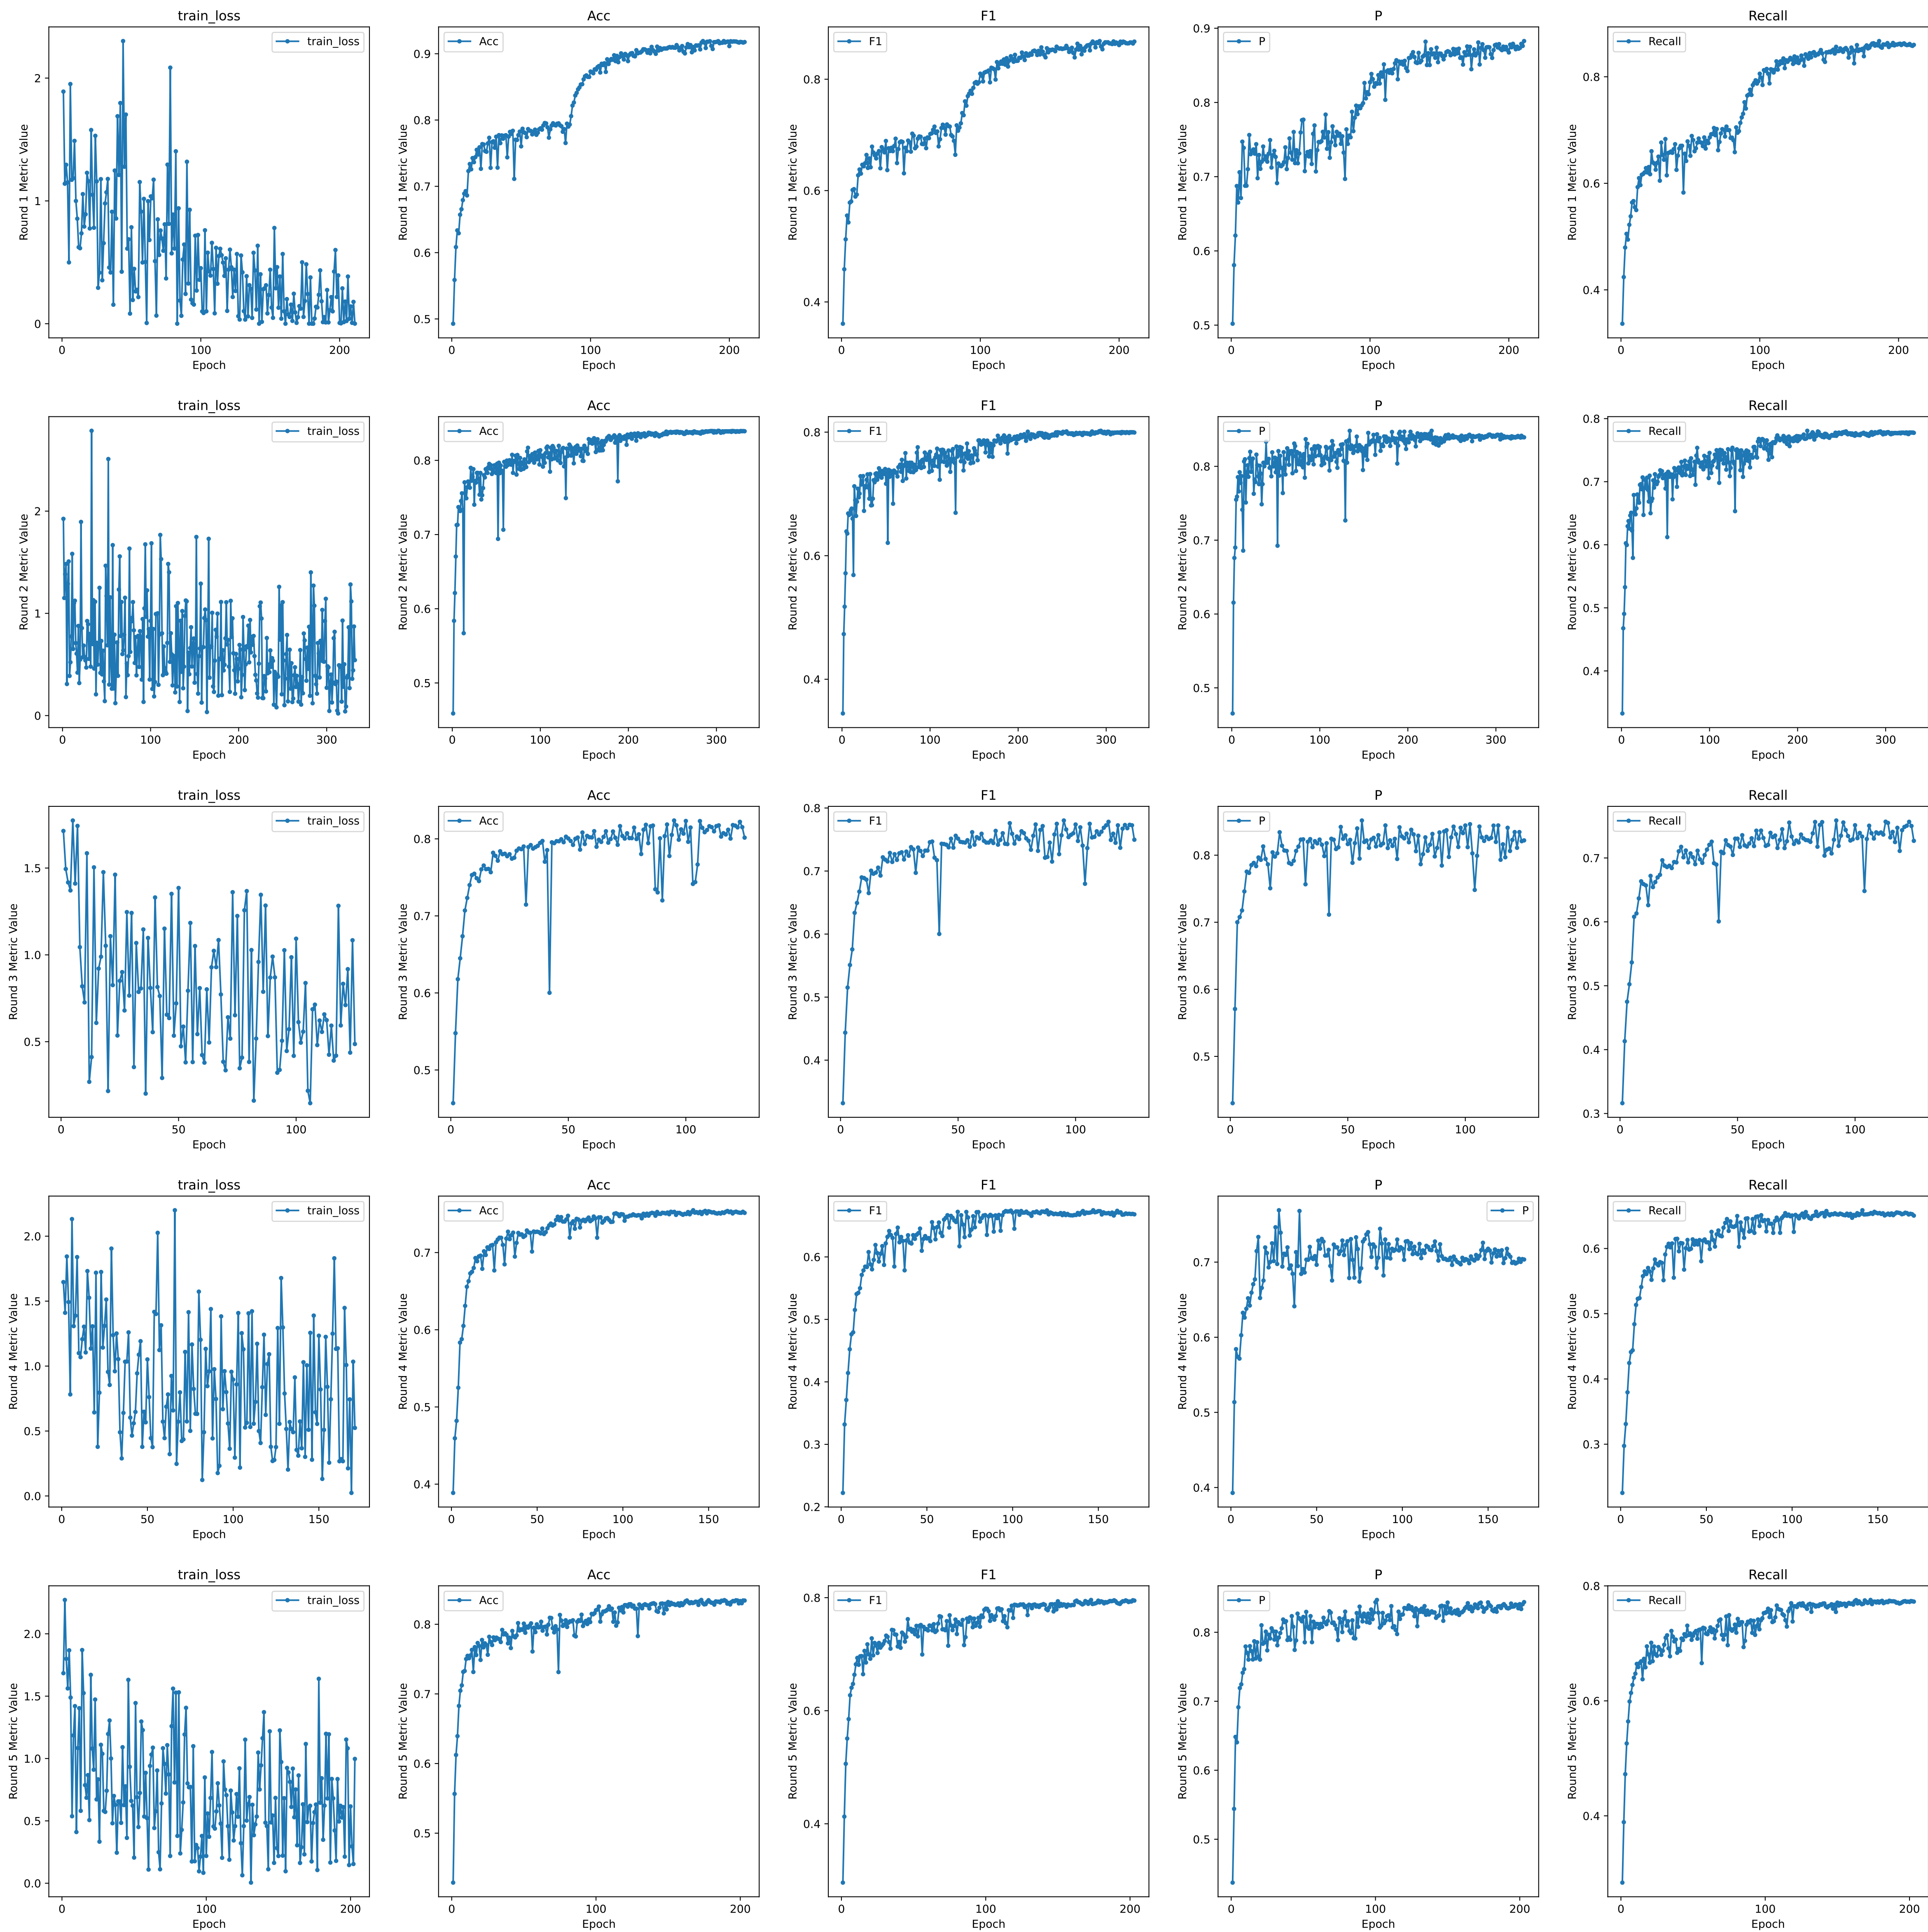 train_loss Acc F1 P Recall
train_loss Acc F1 P Recall
Round 1 Metric Value Round 1 Metric Value Round 1 Metric Value Round 1 Metric Value Round 1 Metric Value
2 1 0
0.9 0.8 0.7 0.6 0.5
0.8 0.6 0.4
0.9 0.8 0.7 0.6 0.5
0.8 0.6 0.4
0 100 200 0 100 200 0 100 200 0 100 200 0 100 200
Epoch Epoch Epoch Epoch Epoch
train_loss Acc F1 P Recall
train_loss Acc F1 P Recall
Round 2 Metric Value Round 2 Metric Value Round 2 Metric Value Round 2 Metric Value Round 2 Metric Value
2 1 0
0.8 0.7 0.6 0.5
0.8 0.6 0.4
0.8 0.7 0.6 0.5
0.8 0.7 0.6 0.5 0.4
0 100 200 300 0 100 200 300 0 100 200 300 0 100 200 300 0 100 200 300
Epoch Epoch Epoch Epoch Epoch
train_loss Acc F1 P Recall
train_loss Acc F1 P Recall
Round 3 Metric Value Round 3 Metric Value Round 3 Metric Value Round 3 Metric Value Round 3 Metric Value
1.5 1.0 0.5
0.8 0.7 0.6 0.5
0.8 0.7 0.6 0.5 0.4
0.8 0.7 0.6 0.5
0.7 0.6 0.5 0.4 0.3
0 50 100 0 50 100 0 50 100 0 50 100 0 50 100
Epoch Epoch Epoch Epoch Epoch
train_loss Acc F1 P Recall
train_loss Acc F1 P Recall
Round 4 Metric Value Round 4 Metric Value Round 4 Metric Value Round 4 Metric Value Round 4 Metric Value
2.0 1.5 1.0 0.5 0.0
0.7 0.6 0.5 0.4
0.6 0.5 0.4 0.3 0.2
0.7 0.6 0.5 0.4
0.6 0.5 0.4 0.3
0 50 100 150 0 50 100 150 0 50 100 150 0 50 100 150 0 50 100 150
Epoch Epoch Epoch Epoch Epoch
train_loss Acc F1 P Recall
train_loss Acc F1 P Recall
Round 5 Metric Value Round 5 Metric Value Round 5 Metric Value Round 5 Metric Value Round 5 Metric Value
2.0 1.5 1.0 0.5 0.0
0.8 0.7 0.6 0.5
0.8 0.6 0.4
0.8 0.7 0.6 0.5
0.8 0.6 0.4
0 100 200 0 100 200 0 100 200 0 100 200 0 100 200
Epoch Epoch Epoch Epoch Epoch